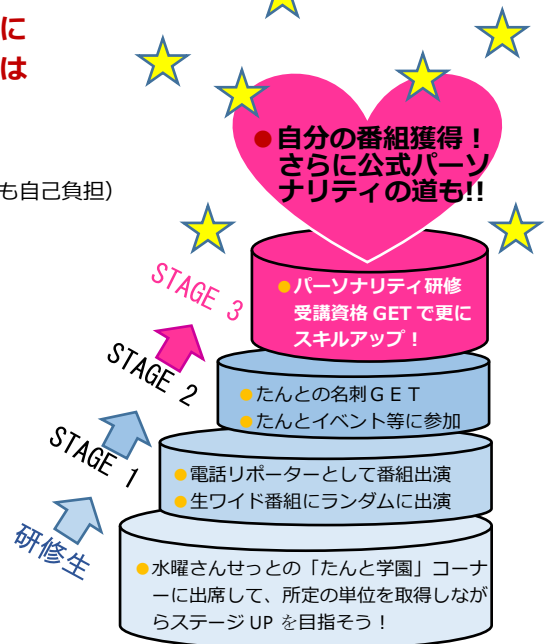 に
は
も自己負担）
●自分の番組獲得！
さらに公式パーソ
ナリティの道も!!
STAGE 3
●パーソナリティ研修
受講資格 GET で更に
スキルアップ！
STAGE 2
●たんとの名刺ＧＥＴ
●たんとイベント等に参加
STAGE 1
●電話リポーターとして番組出演
●生ワイド番組にランダムに出演
研修生
●水曜さんせっとの「たんと学園」コーナ
ーに出席して、所定の単位を取得しなが
らステージ UP を目指そう！